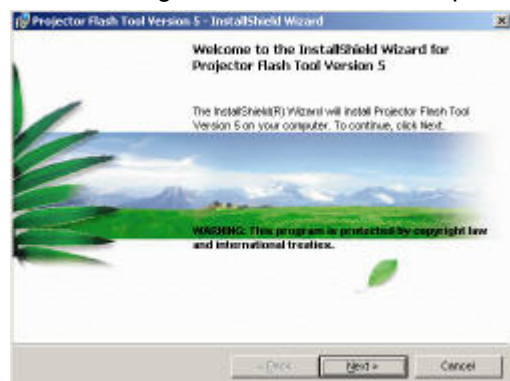 Projector Flash Tool Version 5 - InstallShield Wizard
Welcome to the InstallShield Wizard for
Projector Flash Tool Version 5
The InstallShield(R) Wizard will install Projector Flash Tool
Version 5 on your computer. To continue, click Next.
WARNING: This program is protected by copyright law
and international treaties.
< Back
Next >
Cancel